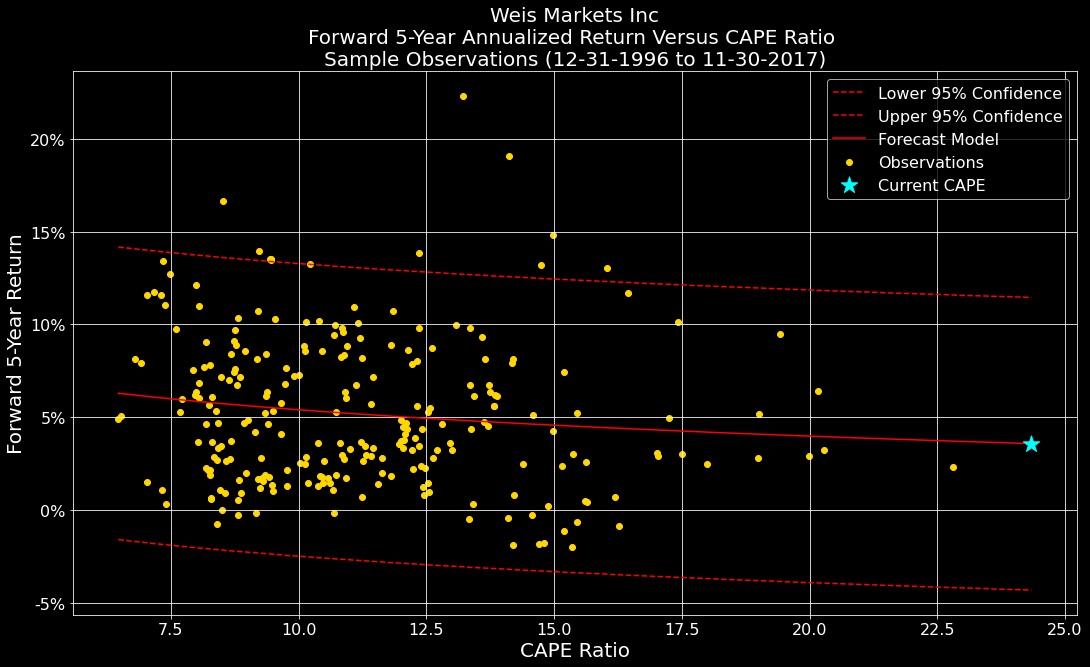 Weis Markets Inc
Forward 5-Year Annualized Return Versus CAPE Ratio
Sample Observations (12-31-1996 to 11-30-2017)
Lower 95% Confidence
Upper 95% Confidence
Forecast Model
Observations
Current CAPE
Forward 5-Year Return
20%
15%
10%
5%
0%
-5%
7.5 10.0 12.5 15.0 17.5 20.0 22.5 25.0
CAPE Ratio